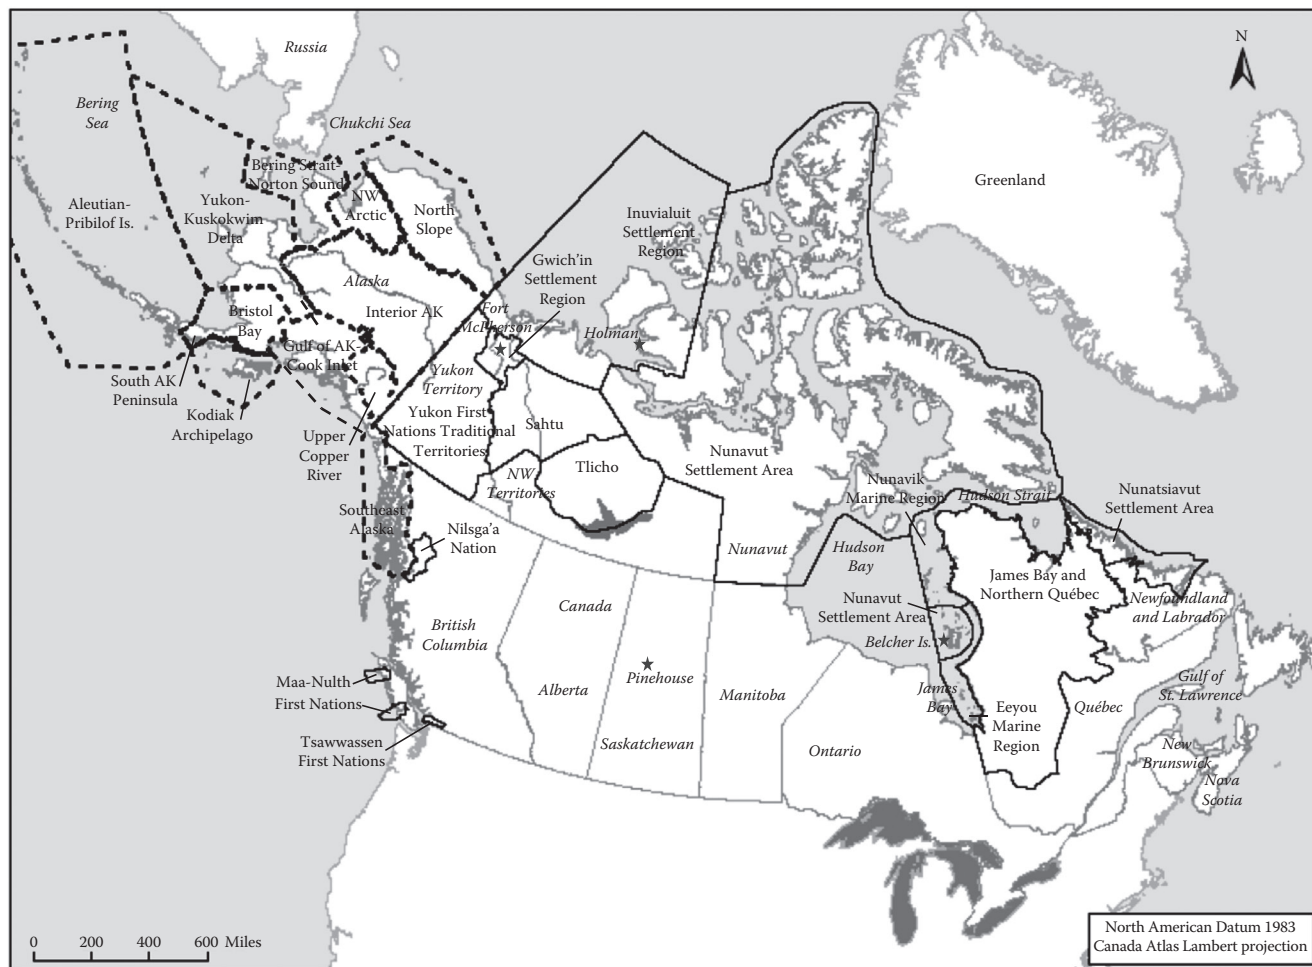 Russia
N
Bering
Sea
Chukchi Sea
Bering Strait-
Norton Sound
Greenland
NW
Arctic
Aleutian-
Pribilof Is.
Yukon-
Kuskokwim
Delta
North
Slope
Inuvialuit
Settlement
Region
Gwich'in
Settlement
Region
Alaska
Interior AK
Bristol
Bay
Fort
McPherson
Holman
Gulf of AK-
Cook Inlet
Yukon
Territory
South AK
Peninsula
Kodiak
Archipelago
Upper
Copper
River
Yukon First
Nations Traditional
Territories
Sahtu
Tlicho
NW
Territories
Nunavut
Settlement Area
Nunavik
Marine Region
Hudson Strait
Nunatsiavut
Settlement Area
Southeast
Alaska
Nilsga'a
Nation
Nunavut
Hudson
Bay
James Bay and
Northern Québec
Newfoundland
and Labrador
Nunavut
Settlement Area
Belcher Is.
Canada
British
Columbia
Maa-Nulth
First Nations
Tsawwassen
First Nations
Alberta
Pinehouse
Saskatchewan
Manitoba
Ontario
James
Bay
Eeyou
Marine
Region
Québec
Gulf of
St. Lawrence
New
Brunswick
Nova
Scotia
0 200 400 600 Miles
North American Datum 1983
Canada Atlas Lambert projection